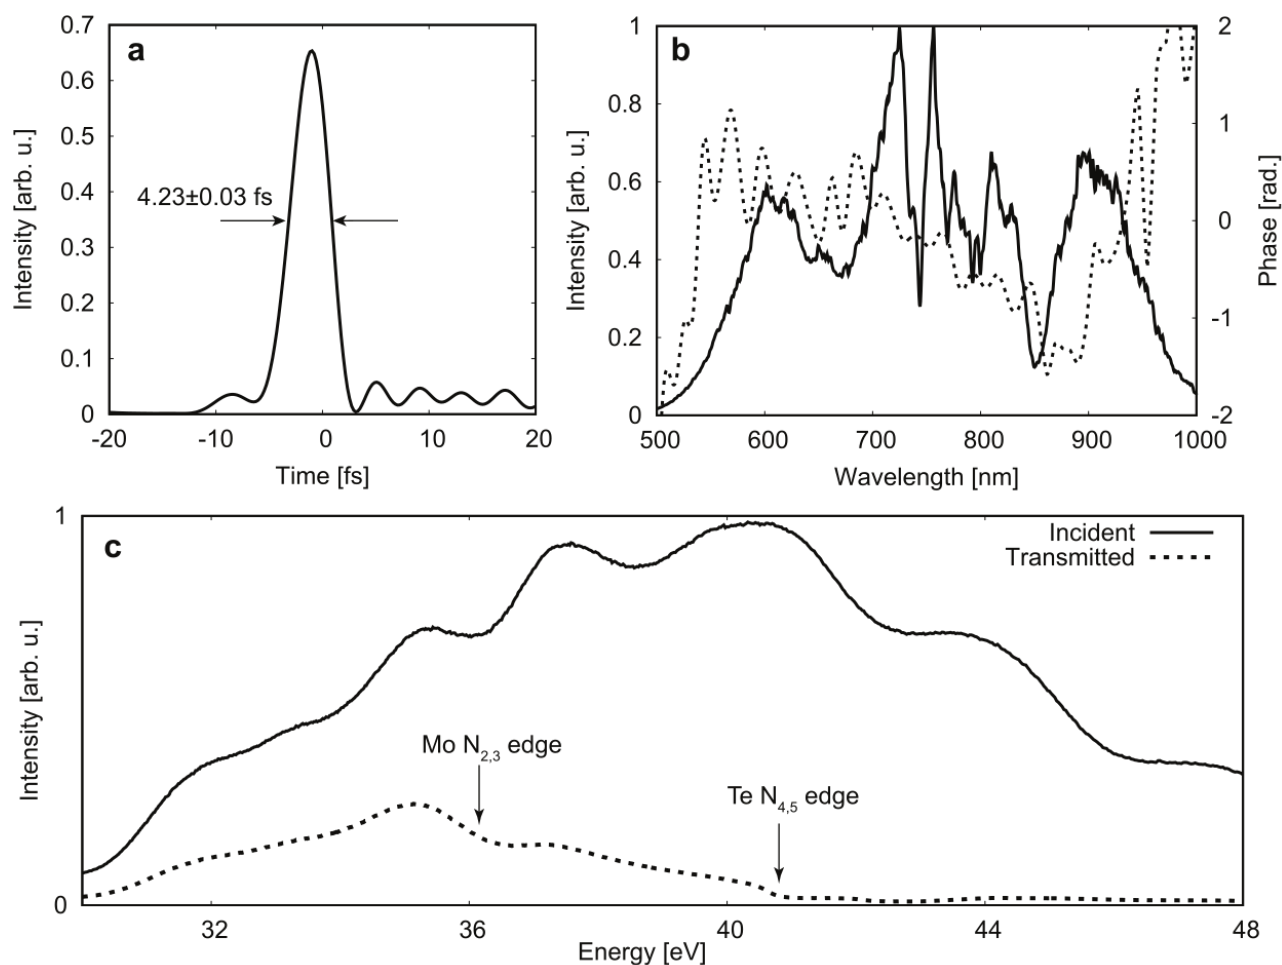 a
Intensity [arb. u.]
0.7
0.6
0.5
0.4
0.3
0.2
0.1
0
4.23±0.03 fs
-20
-10
0
10
20
Time [fs]
b
Intensity [arb. u.]
1
0.8
0.6
0.4
0.2
0
2
1
0
-1
-2
Phase [rad.]
500
600
700
800
900
1000
Wavelength [nm]
c
Intensity [arb. u.]
1
0
Incident
Transmitted
Mo N2,3 edge
Te N4,5 edge
32
36
40
44
48
Energy [eV]